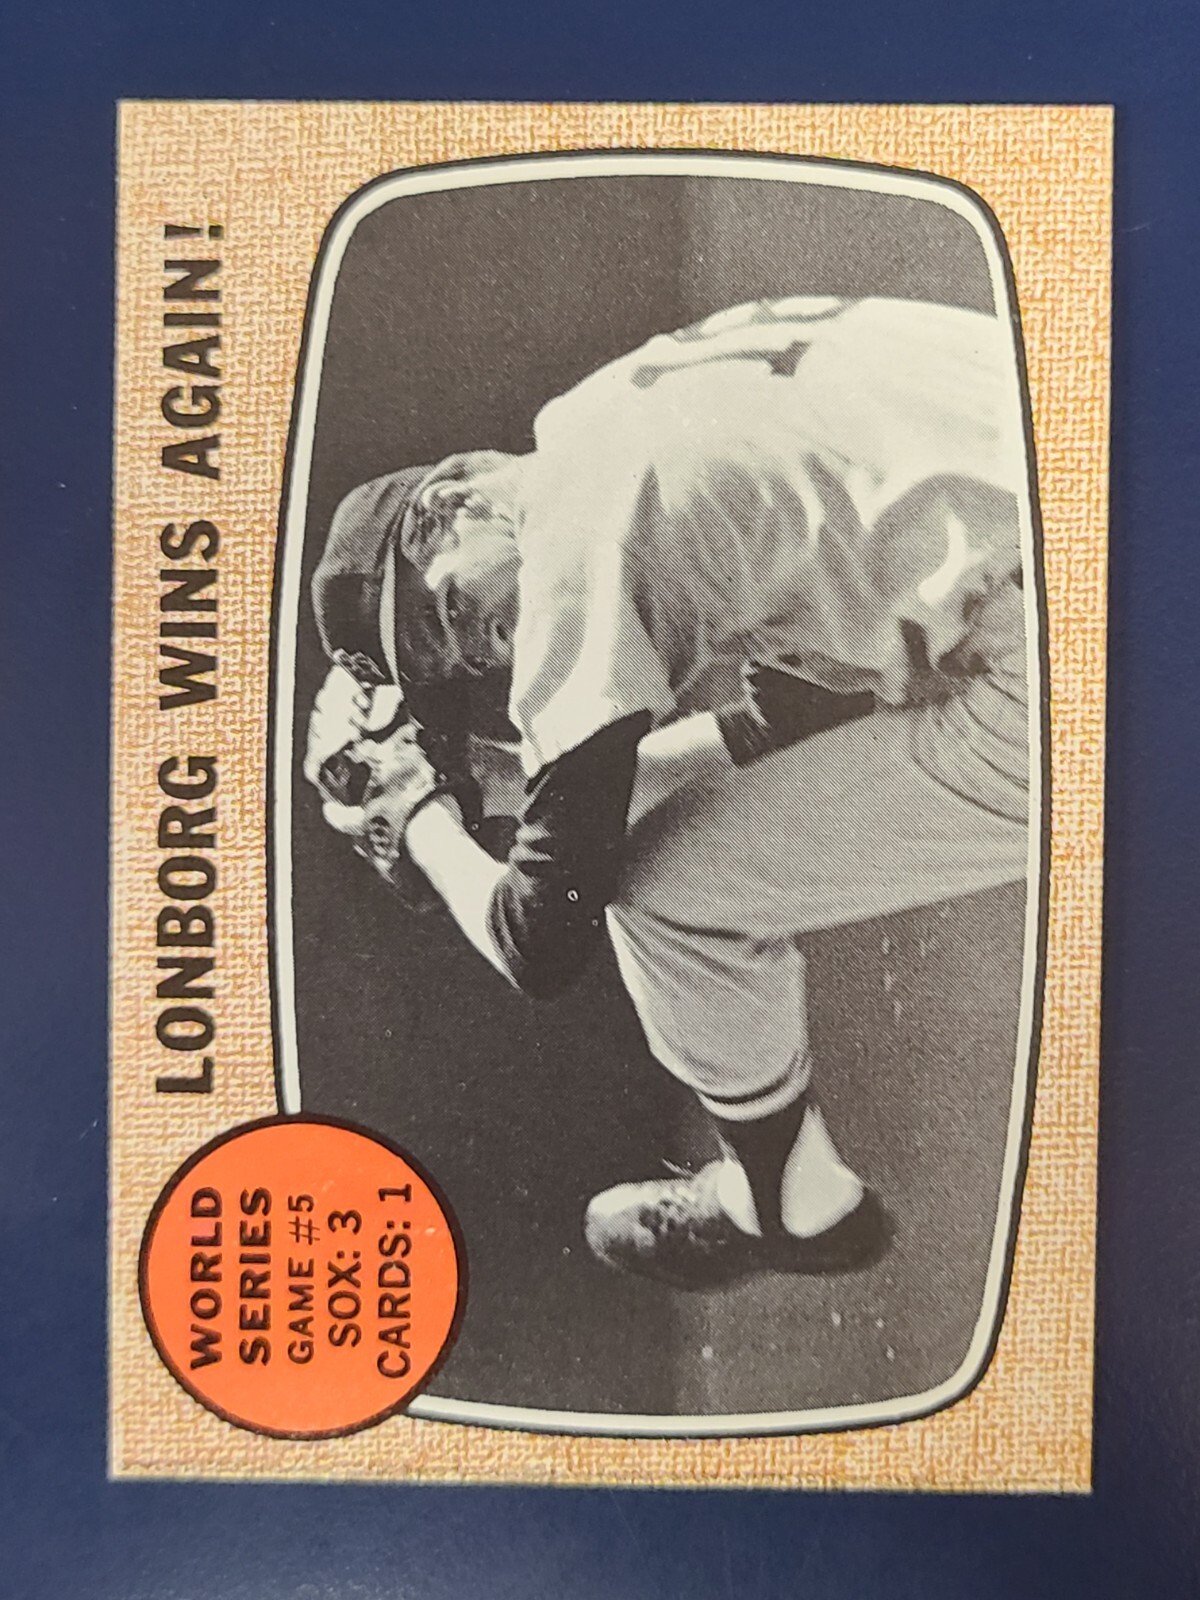 LONBORG WINS AGAIN!
WORLD
SERIES
GAME #5
SOX: 3
CARDS: 1